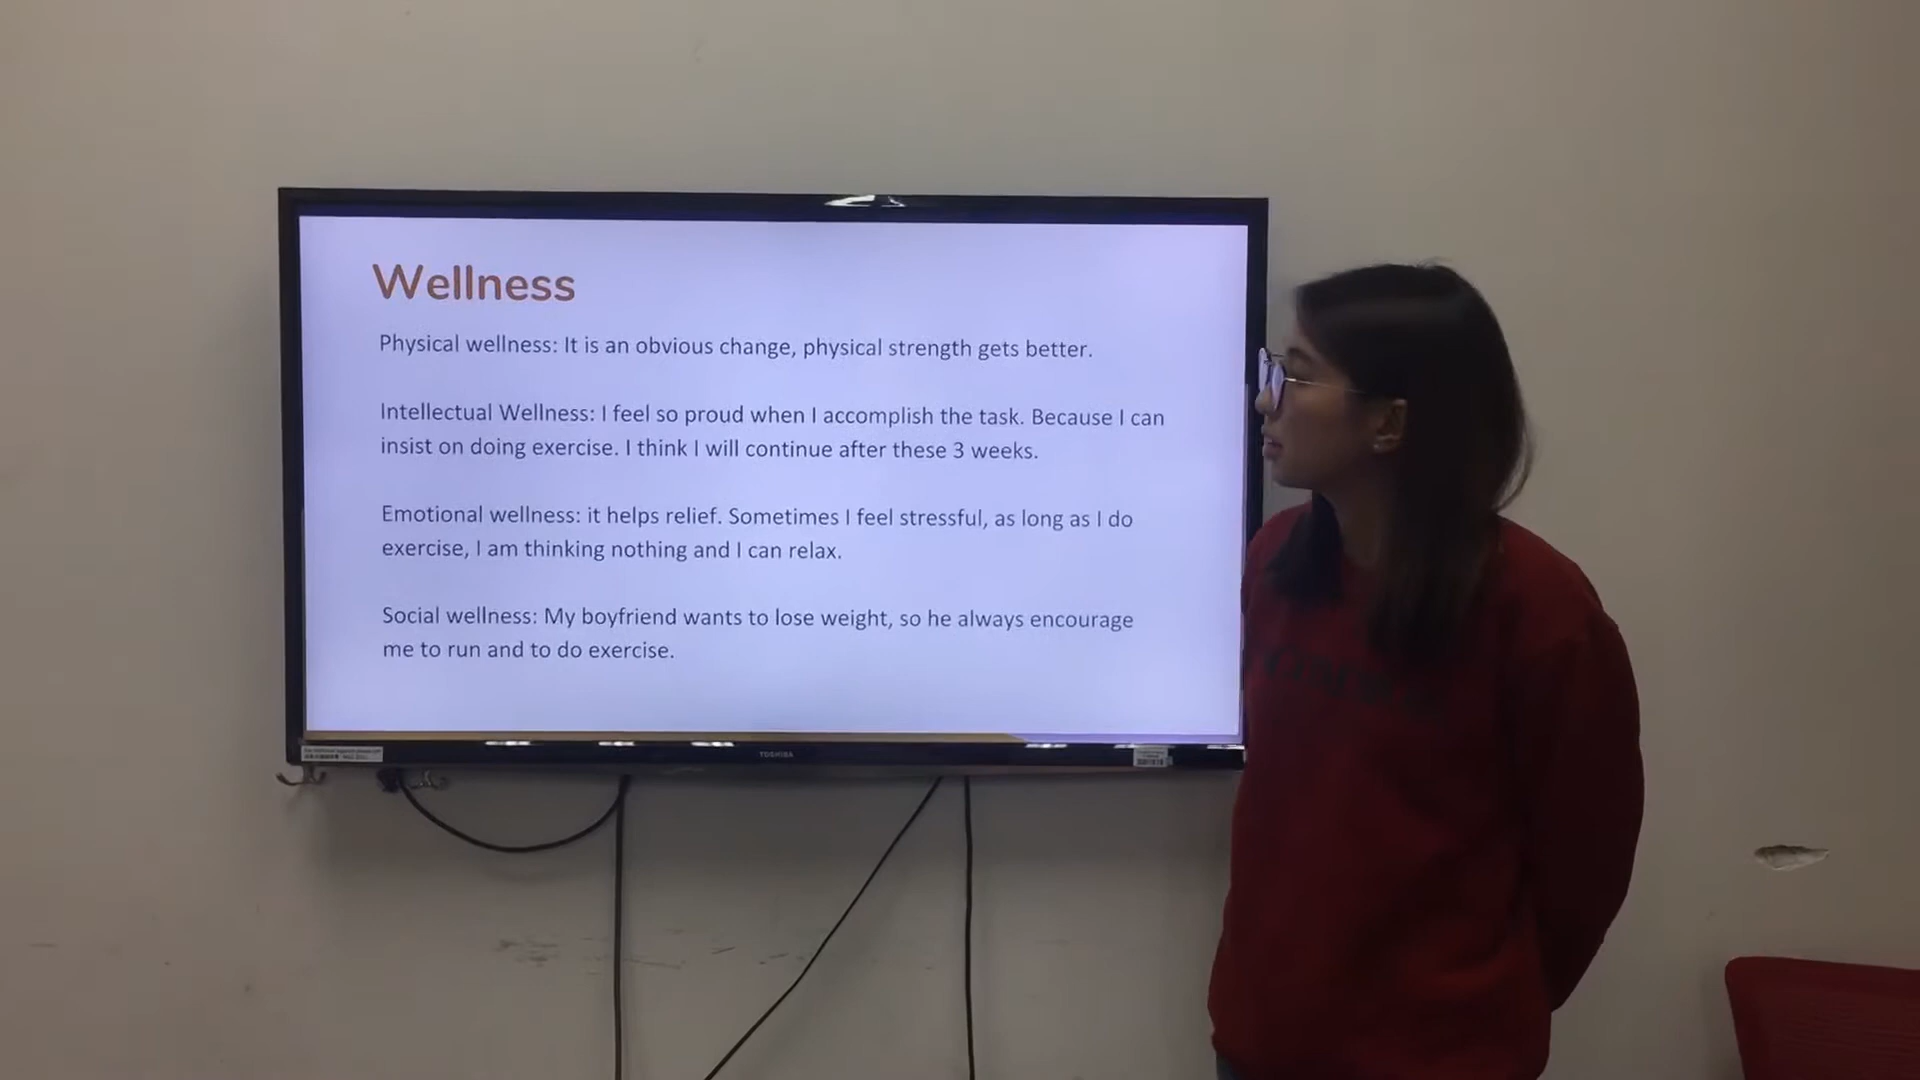 Wellness
Physical wellness: It is an obvious change, physical strength gets better.
Intellectual Wellness: I feel so proud when I accomplish the task. Because I can
insist on doing exercise. I think I will continue after these 3 weeks.
Emotional wellness: it helps relief. Sometimes I feel stressful, as long as I do
exercise, I am thinking nothing and I can relax.
Social wellness: My boyfriend wants to lose weight, so he always encourage
me to run and to do exercise.
TOSHIBA